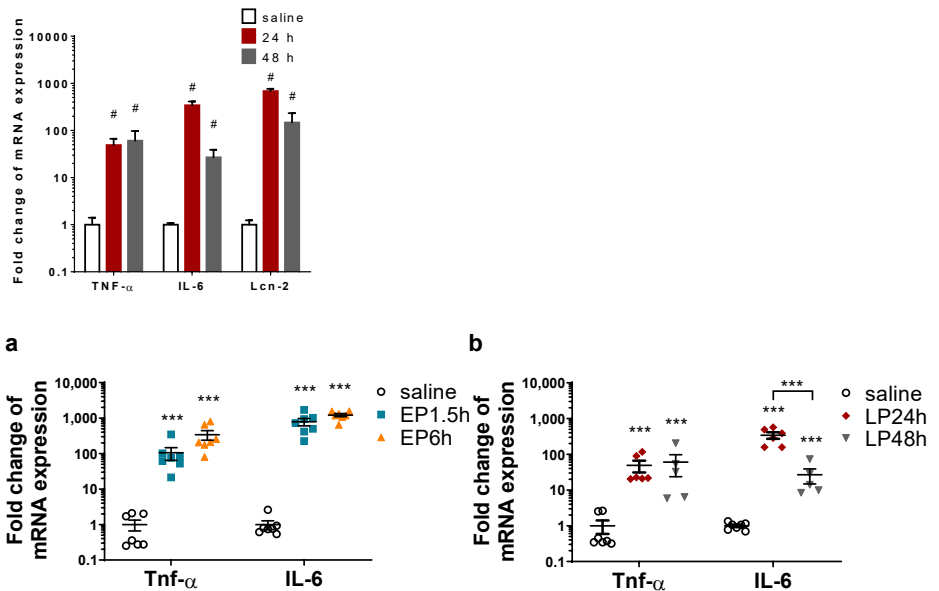 saline
24 h
48 h
Fold change of mRNA expression
10000
1000
100
10
1
0.1
# # # # # #
TNF-α IL-6 Lcn-2
a
Fold change of
mRNA expression
10,000
1,000
100
10
1
0.1
*** *** *** ***
saline
EP1.5h
EP6h
Tnf-α IL-6
b
Fold change of
mRNA expression
10,000
1,000
100
10
1
0.1
***
*** *** *** ***
saline
LP24h
LP48h
Tnf-α IL-6